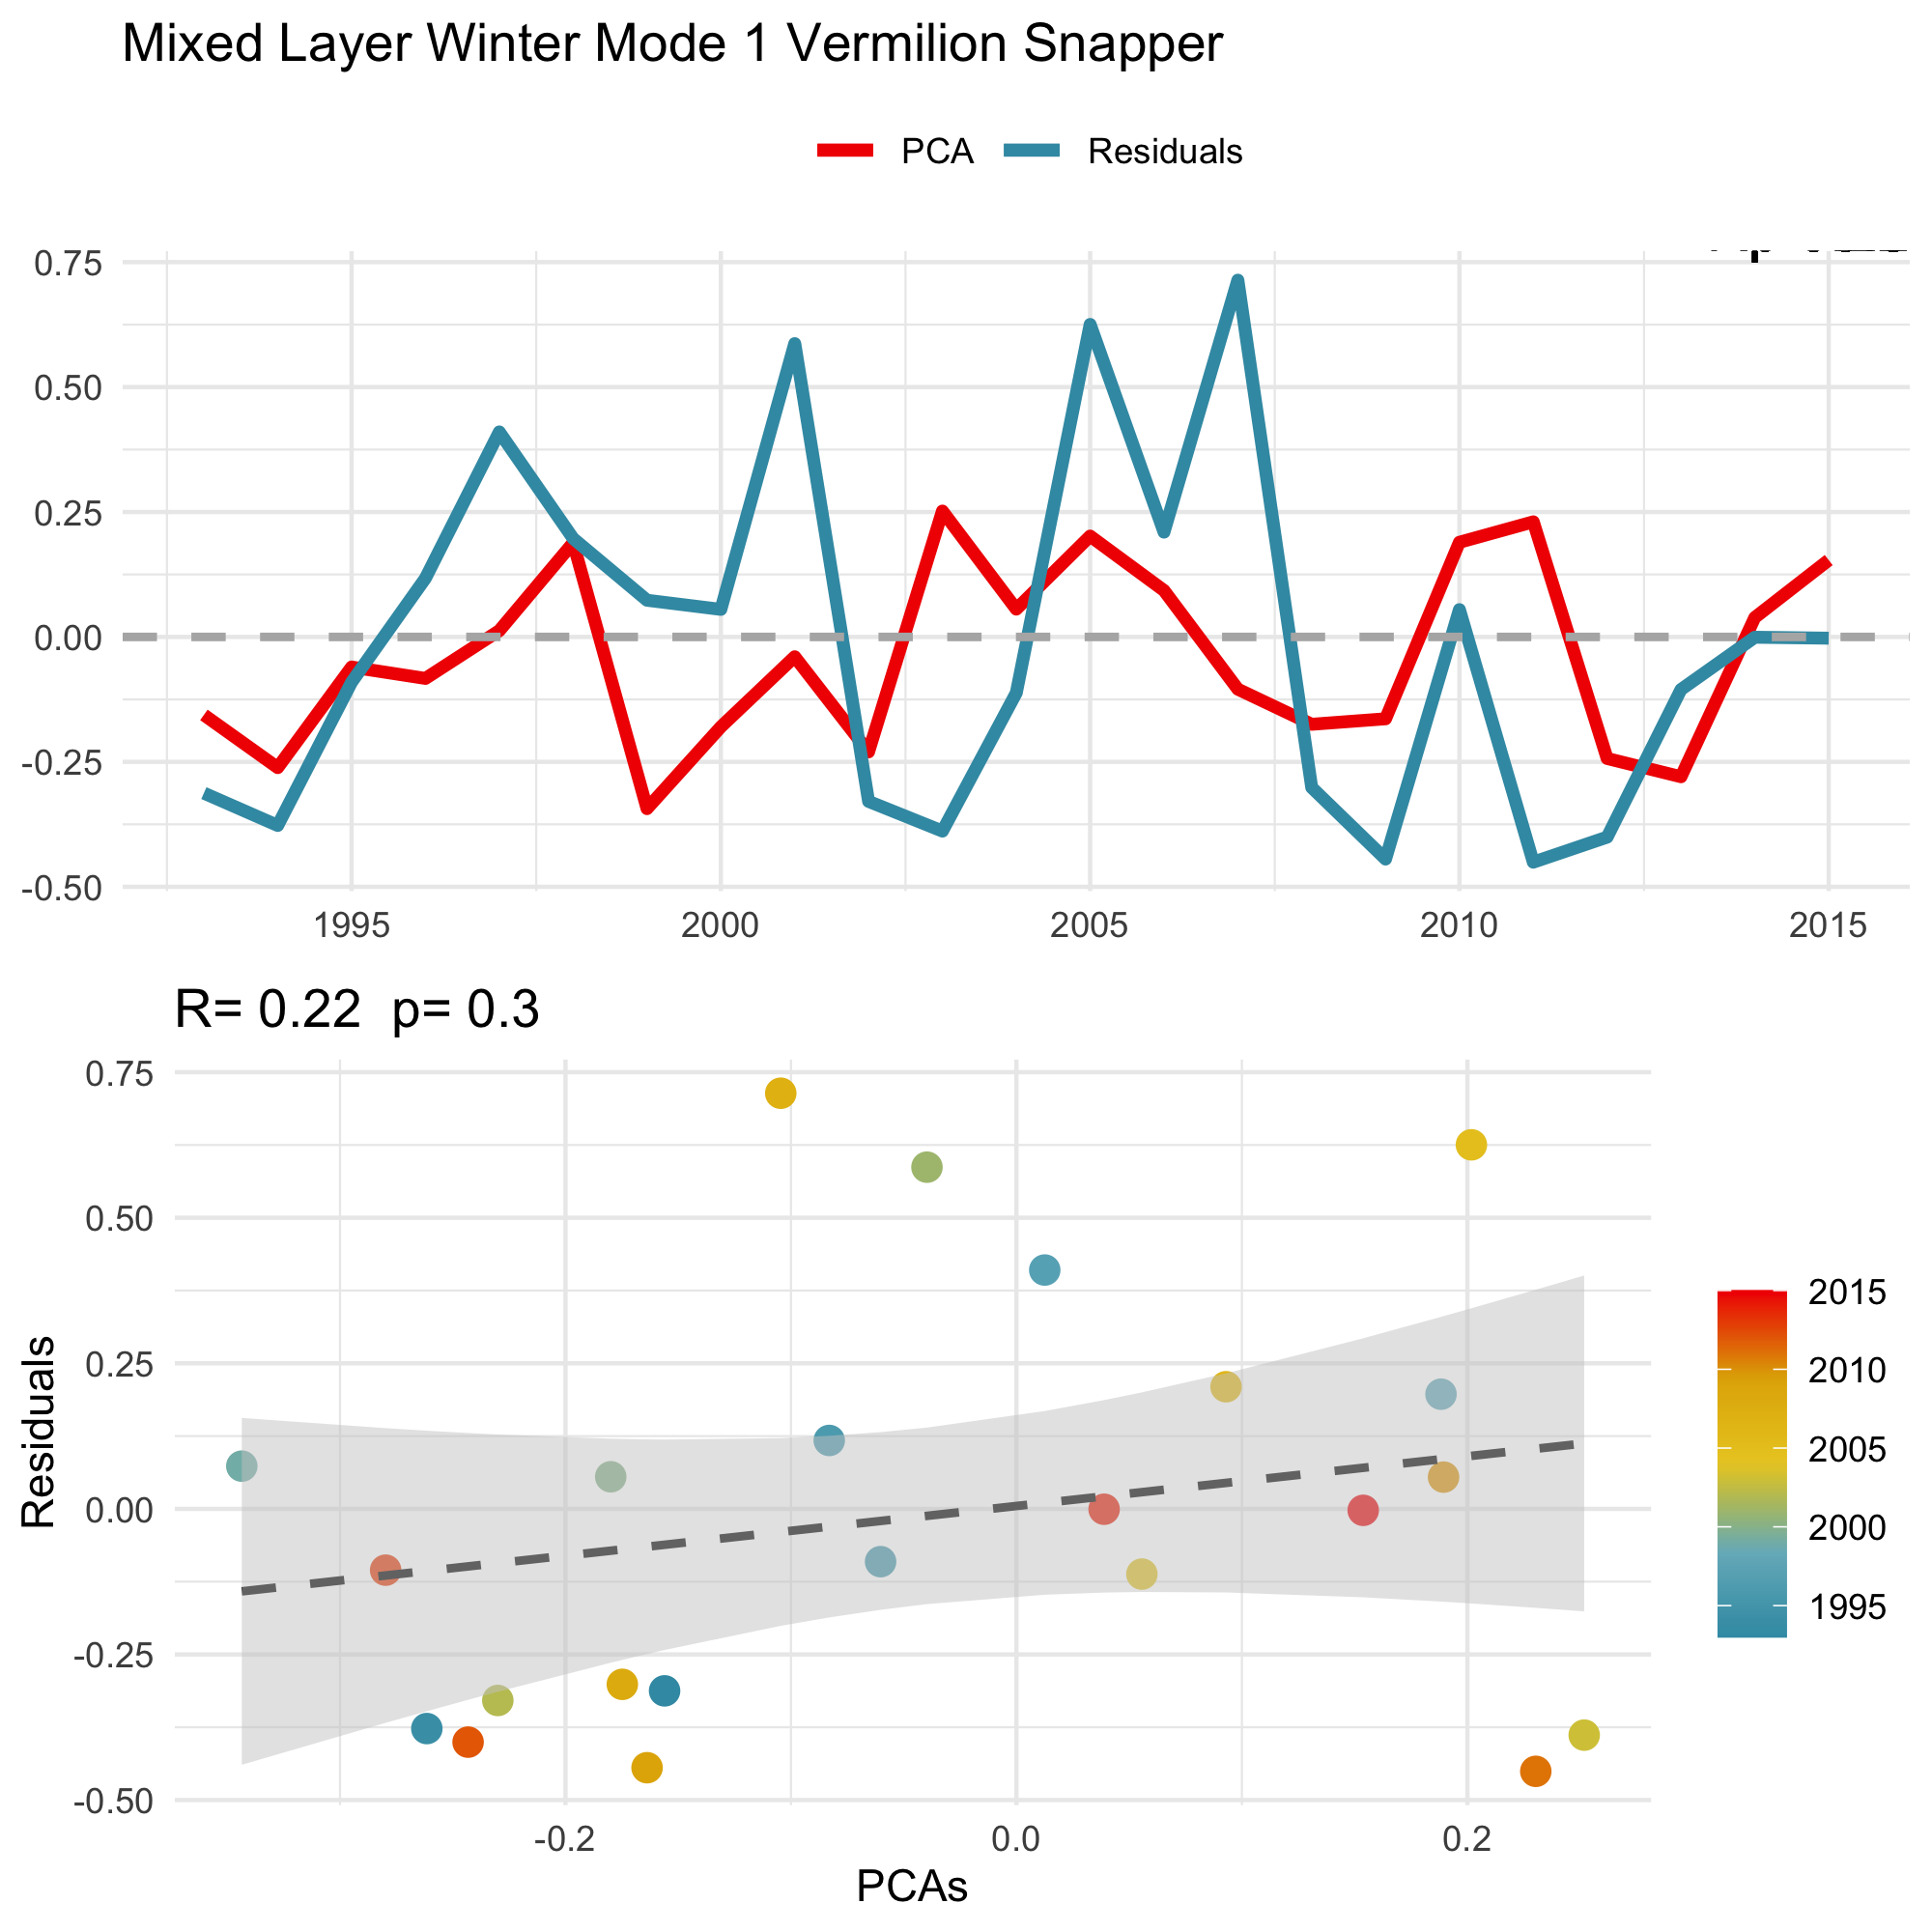 Mixed Layer Winter Mode 1 Vermilion Snapper
PCA Residuals
0.75
0.50
0.25
0.00
-0.25
-0.50
1995 2000 2005 2010 2015
R= 0.22 p= 0.3
Residuals
0.75
0.50
0.25
0.00
-0.25
-0.50
-0.2 0.0 0.2
PCAs
2015
2010
2005
2000
1995